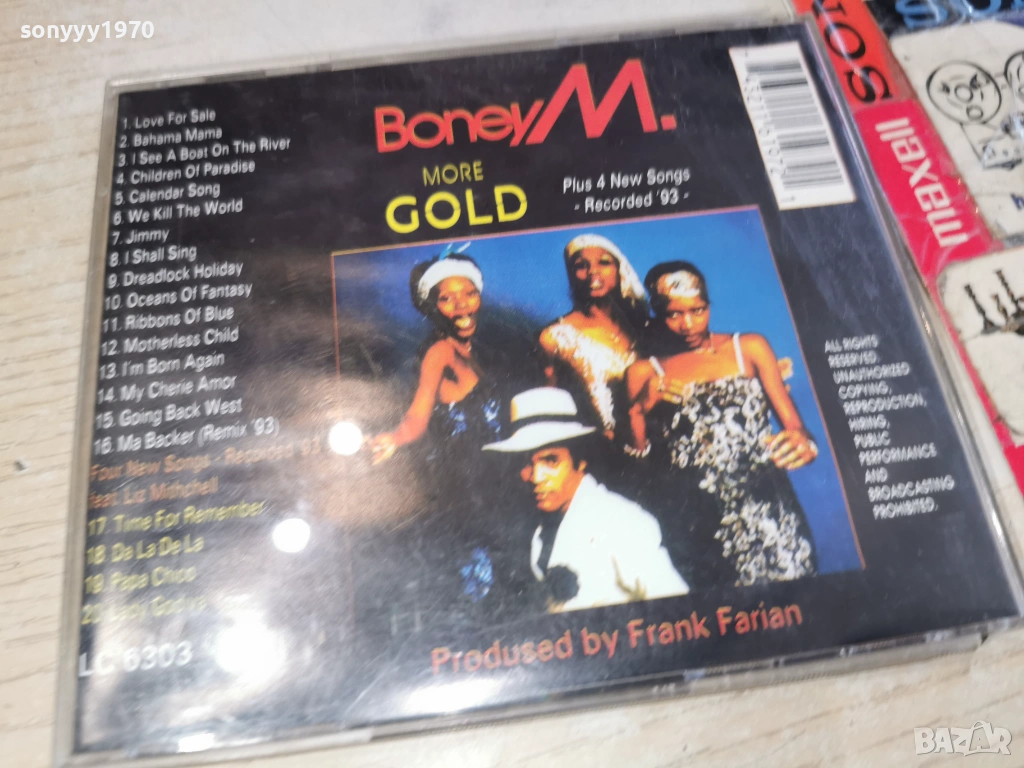 sonyyy1970
1. Love For Sale
2. Bahama Mama
3. I See A Boat On The River
4. Children Of Paradise
5. Calendar Song
6. We Kill The World
7. Jimmy
8. I Shall Sing
9. Dreadlock Holiday
10. Oceans Of Fantasy
11. Ribbons Of Blue
12. Motherless Child
13. I'm Born Again
14. My Cherie Amor
15. Going Back West
16. Ma Backer (Remix '93)
Four New Songs - Recorded '93
feat. Liz Mithchell
17. Time For Remember
18. Da La De La
19. Papa Chico
20.
LC 6303
Boney M.
MORE
GOLD
Plus 4 New Songs
- Recorded '93 -
ALL RIGHTS
RESERVED.
UNAUTHORIZED
COPYING,
REPRODUCTION,
HIRING,
PUBLIC
PERFORMANCE
AND
BROADCASTING
PROHIBITED.
Prodused by Frank Farian
maxell
BAZAR